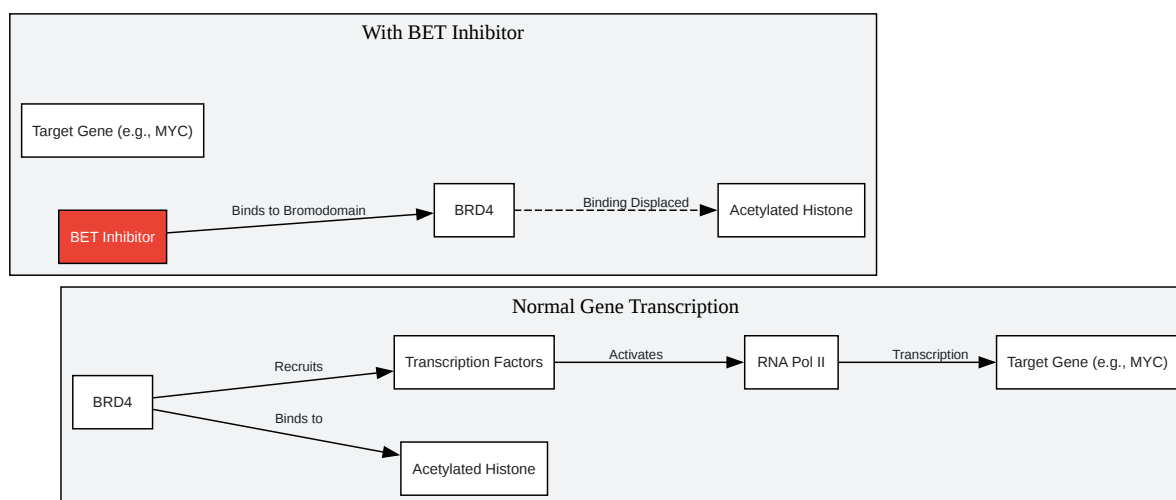 With BET Inhibitor
Target Gene (e.g., MYC)
BET Inhibitor
Binds to Bromodomain
BRD4
Binding Displaced
Acetylated Histone
Normal Gene Transcription
BRD4
Recruits
Transcription Factors
Activates
RNA Pol II
Transcription
Target Gene (e.g., MYC)
Binds to
Acetylated Histone